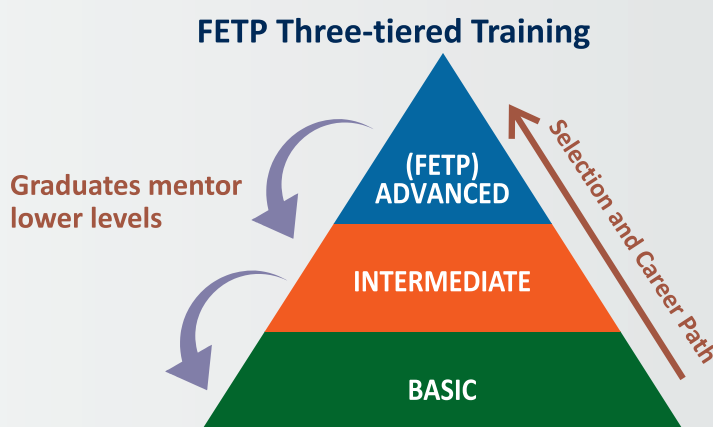 FETP Three-tiered Training
Graduates mentor
lower levels
(FETP)
ADVANCED
Selection and Career Path
INTERMEDIATE
BASIC